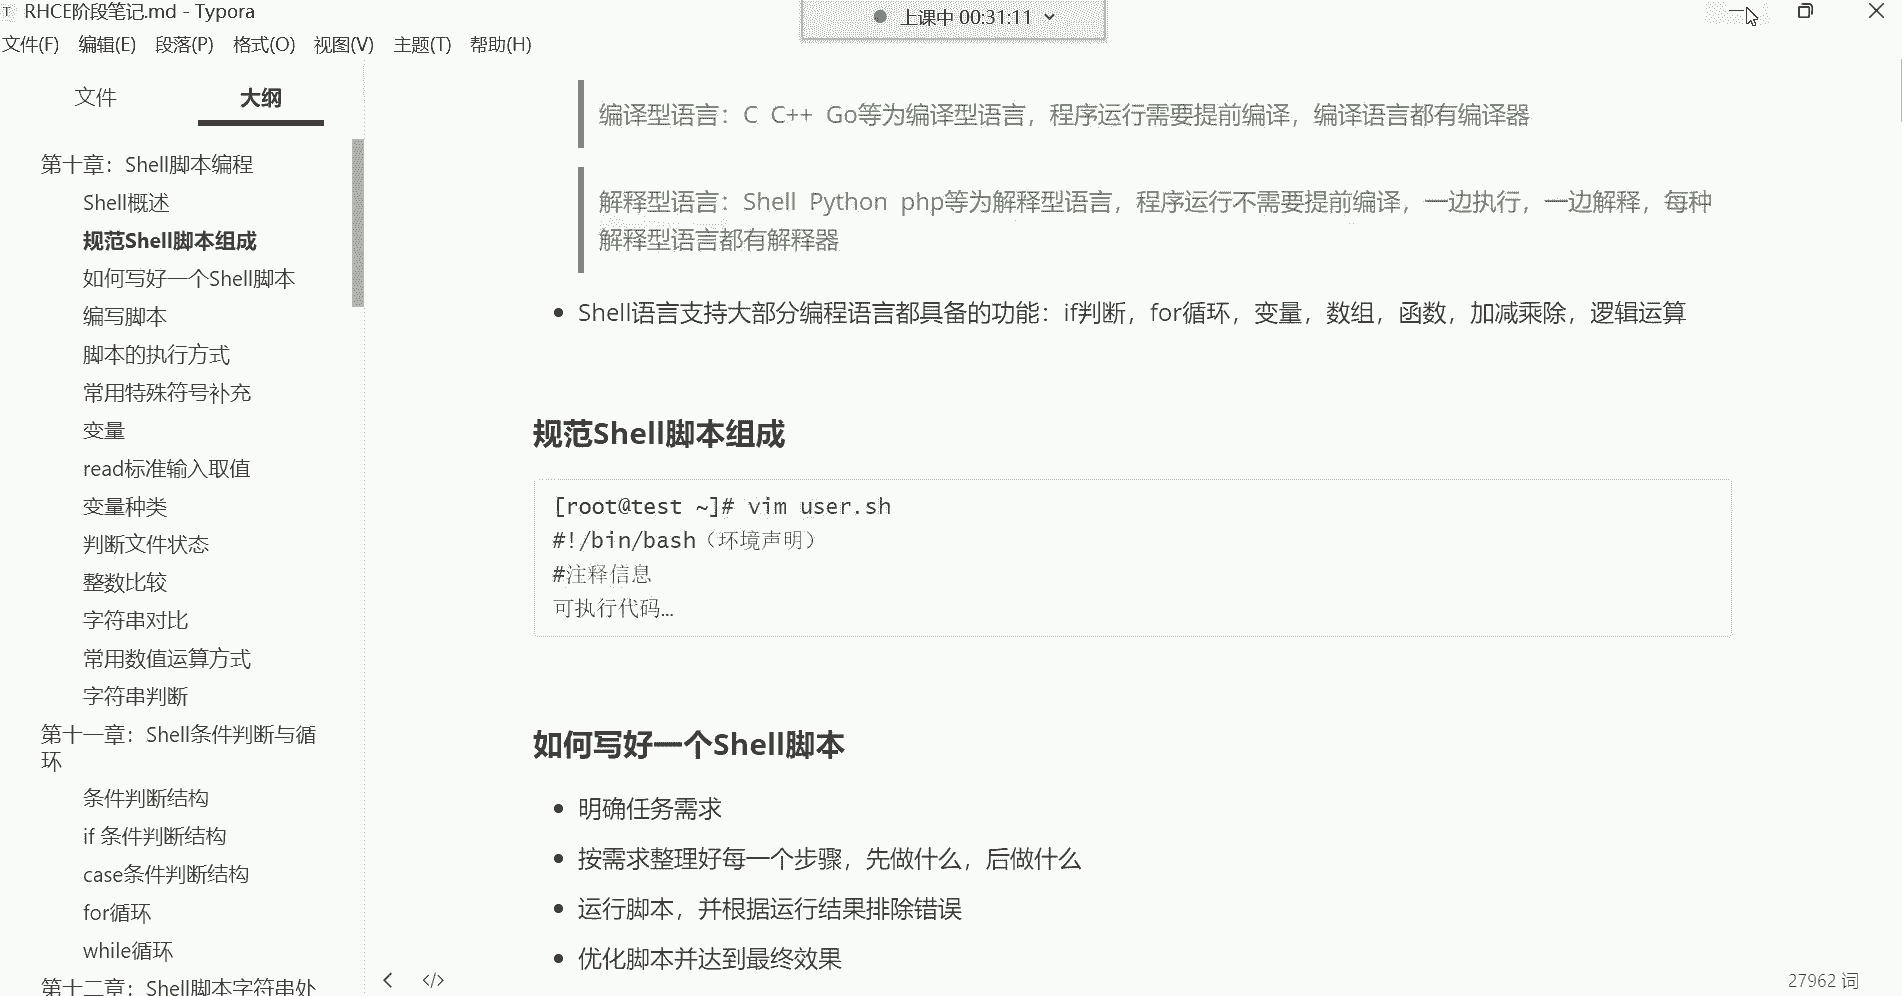 RHCE阶段笔记.md - Typora
上课中 00:31:11
文件(F) 编辑(E) 段落(P) 格式(O) 视图(V) 主题(T) 帮助(H)
文件 大纲
第十章：Shell脚本编程
Shell概述
规范Shell脚本组成
如何写好一个Shell脚本
编写脚本
脚本的执行方式
常用特殊符号补充
变量
read标准输入取值
变量种类
判断文件状态
整数比较
字符串对比
常用数值运算方式
字符串判断
第十一章：Shell条件判断与循
环
条件判断结构
if 条件判断结构
case条件判断结构
for循环
while循环
第十二章：Shell脚本字符串处
编译型语言：C C++ Go等为编译型语言，程序运行需要提前编译，编译语言都有编译器
解释型语言：Shell Python php等为解释型语言，程序运行不需要提前编译，一边执行，一边解释，每种
解释型语言都有解释器
Shell语言支持大部分编程语言都具备的功能：if判断，for循环，变量，数组，函数，加减乘除，逻辑运算
规范Shell脚本组成
[root@test ~]# vim user.sh
#!/bin/bash（环境声明）
#注释信息
可执行代码...
如何写好一个Shell脚本
明确任务需求
按需求整理好每一个步骤，先做什么，后做什么
运行脚本，并根据运行结果排除错误
优化脚本并达到最终效果
27962 词